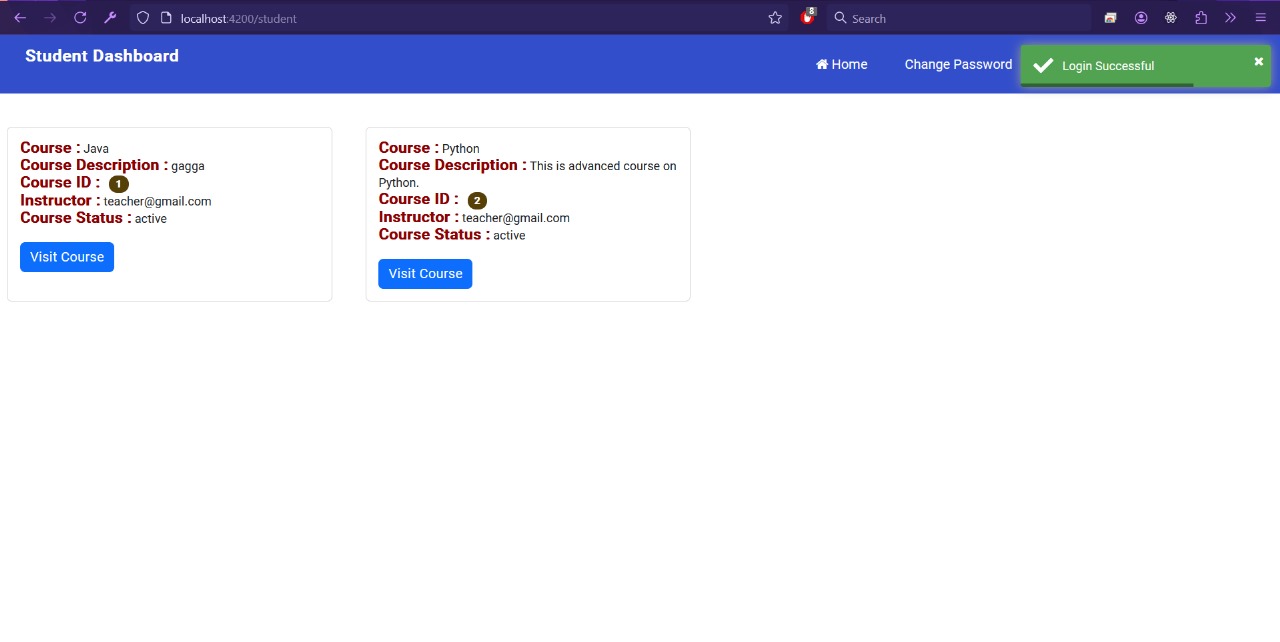 localhost:4200/student
8
Search
Student Dashboard
Home
Change Password
Login Successful
Course : Java
Course Description : gagga
Course ID : 1
Instructor : teacher@gmail.com
Course Status : active
Visit Course
Course : Python
Course Description : This is advanced course on
Python.
Course ID : 2
Instructor : teacher@gmail.com
Course Status : active
Visit Course